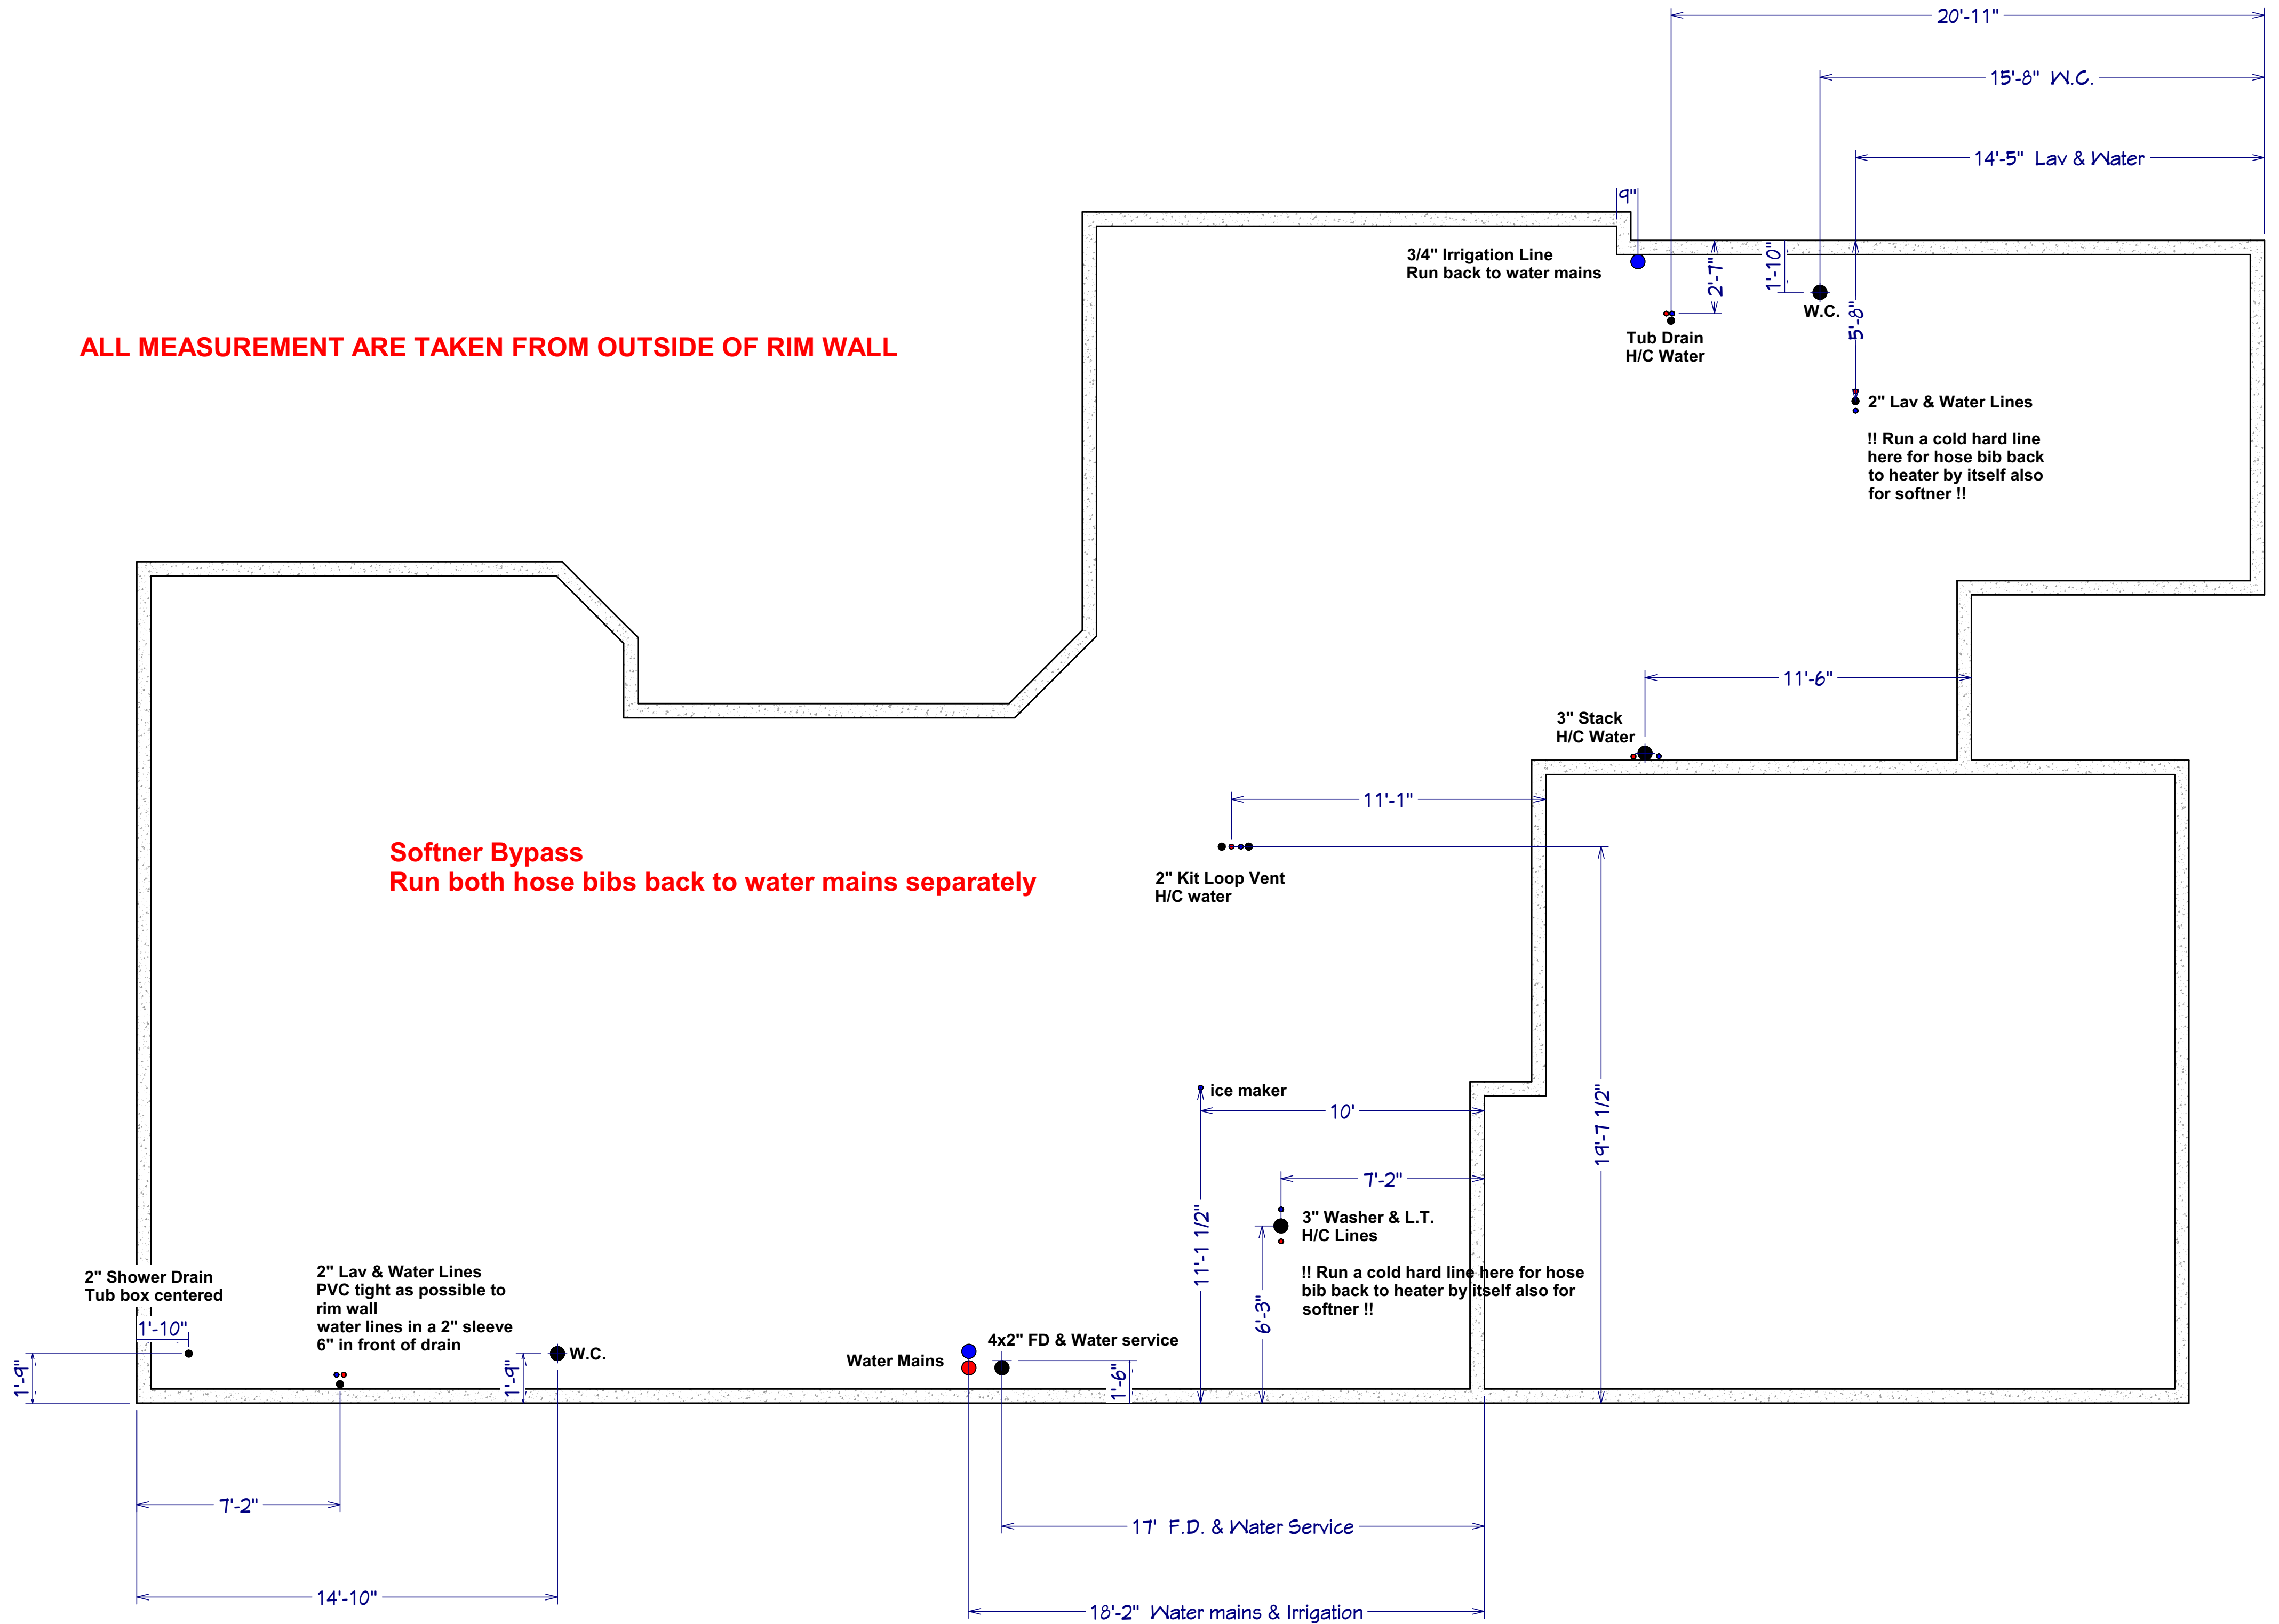 20'-11"
15'-8" W.C.
14'-5" Lav & Water
9"
3/4" Irrigation Line
Run back to water mains
2'-7"
1'-10"
5'-8"
W.C.
Tub Drain
H/C Water
ALL MEASUREMENT ARE TAKEN FROM OUTSIDE OF RIM WALL
2" Lav & Water Lines
!! Run a cold hard line
here for hose bib back
to heater by itself also
for softner !!
11'-6"
3" Stack
H/C Water
11'-1"
Softner Bypass
Run both hose bibs back to water mains separately
2" Kit Loop Vent
H/C water
19'-7 1/2"
ice maker
10'
7'-2"
11'-1 1/2"
3" Washer & L.T.
H/C Lines
!! Run a cold hard line here for hose
bib back to heater by itself also for
softner !!
6'-3"
2" Shower Drain
Tub box centered
1'-10"
1'-9"
2" Lav & Water Lines
PVC tight as possible to
rim wall
water lines in a 2" sleeve
6" in front of drain
1'-9"
W.C.
Water Mains
4x2" FD & Water service
1'-6"
7'-2"
17' F.D. & Water Service
14'-10"
18'-2" Water mains & Irrigation